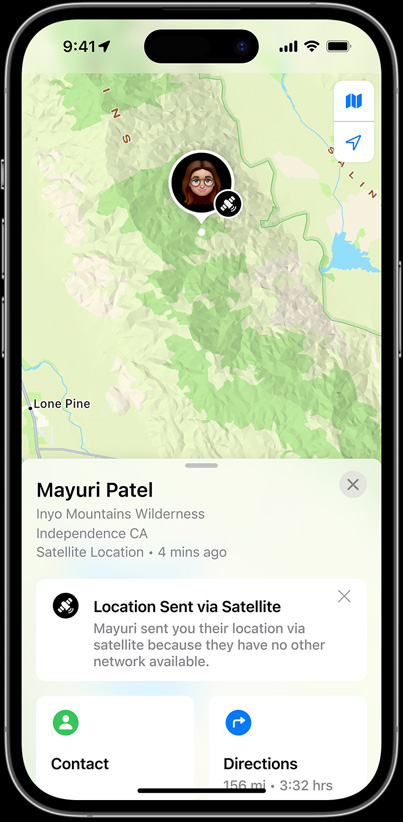 9:41
I N S
S A L I N
Lone Pine
Mayuri Patel
Inyo Mountains Wilderness
Independence CA
Satellite Location • 4 mins ago
Location Sent via Satellite
Mayuri sent you their location via
satellite because they have no other
network available.
Contact
Directions
156 mi • 3:32 hrs